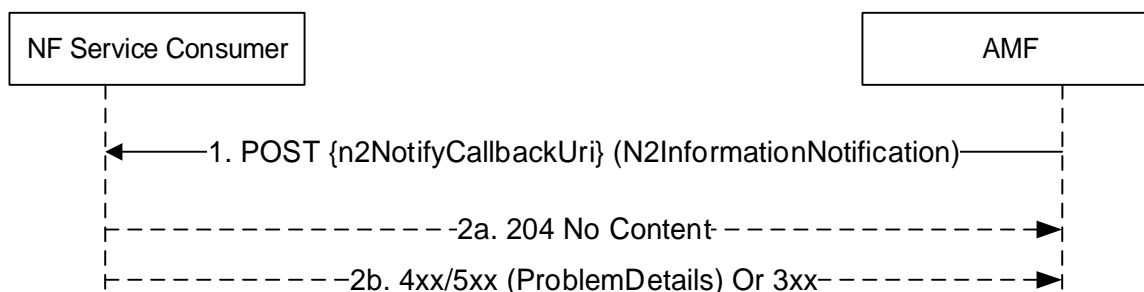 NF Service Consumer
AMF
1. POST {n2NotifyCallbackUri} (N2InformationNotification)
2a. 204 No Content
2b. 4xx/5xx (ProblemDetails) Or 3xx